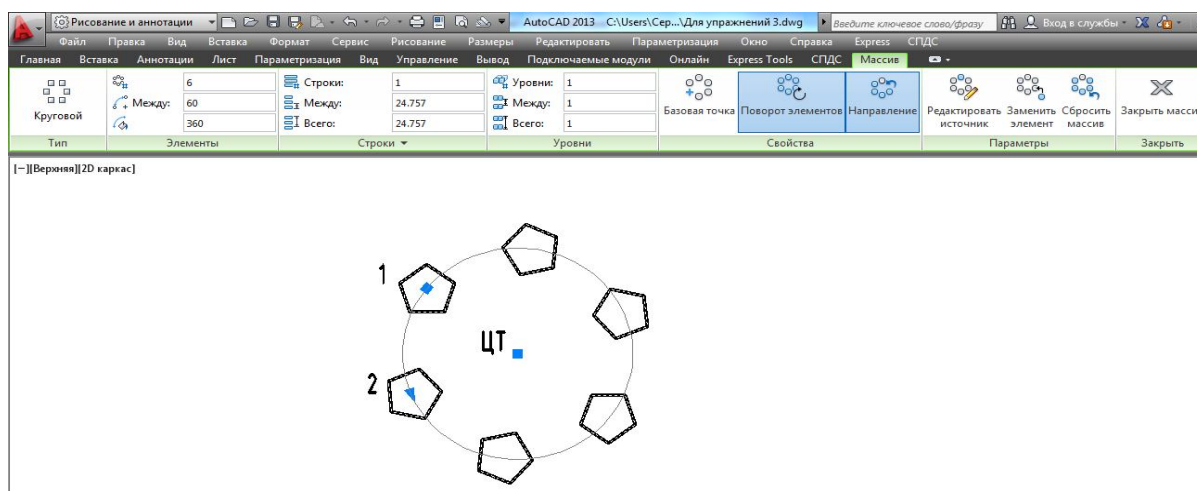 Рисование и аннотации AutoCAD 2013 C:\Users\Сер...\Для упражнений 3.dwg Введите ключевое слово/фразу Вход в службы
Файл Правка Вид Вставка Формат Сервис Рисование Размеры Редактировать Параметризация Окно Справка Express СПДС
Главная Вставка Аннотации Лист Параметризация Вид Управление Вывод Подключаемые модули Онлайн Express Tools СПДС Массив
6 Строки: 1 Уровни: 1
Круговой Между: 60 Между: 24.757 Между: 1 Базовая точка Поворот элементов Направление Редактировать источник Заменить элемент Сбросить массив Закрыть масси
360 Всего: 24.757 Всего: 1
Тип Элементы Строки Уровни Свойства Параметры Закрыть
[−][Верхняя][2D каркас]
1
ЦТ
2